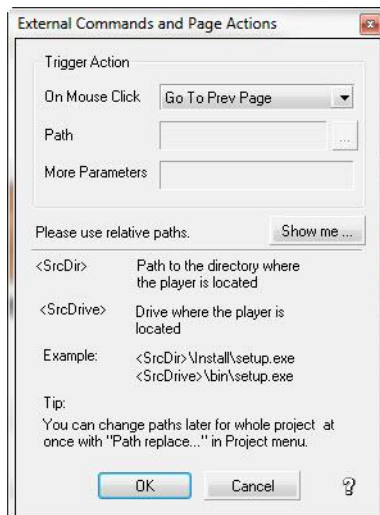 External Commands and Page Actions
Trigger Action
On Mouse Click Go To Prev Page
Path ...
More Parameters
Please use relative paths. Show me ...
<SrcDir> Path to the directory where
the player is located
<SrcDrive> Drive where the player is
located
Example: <SrcDir>\Install\setup.exe
<SrcDrive>\bin\setup.exe
Tip:
You can change paths later for whole project at
once with "Path replace..." in Project menu.
OK Cancel ?